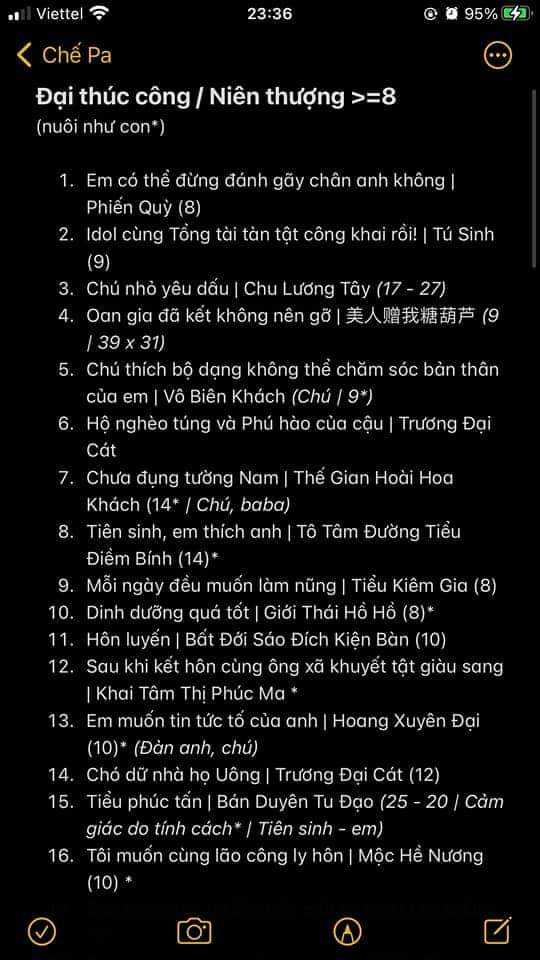 Viettel 23:36 95%
Chế Pa
Đại thúc công / Niên thượng >=8
(nuôi như con*)
1. Em có thể đừng đánh gãy chân anh không |
Phiến Quỳ (8)
2. Idol cùng Tổng tài tàn tật công khai rồi! | Tú Sinh
(9)
3. Chú nhỏ yêu dấu | Chu Lương Tây (17 - 27)
4. Oan gia đã kết không nên gỡ | 美人赠我糖葫芦 (9
| 39 x 31)
5. Chú thích bộ dạng không thể chăm sóc bản thân
của em | Vô Biên Khách (Chú | 9*)
6. Hộ nghèo túng và Phú hào của cậu | Trương Đại
Cát
7. Chưa đụng tường Nam | Thế Gian Hoài Hoa
Khách (14* | Chú, baba)
8. Tiên sinh, em thích anh | Tô Tâm Đường Tiểu
Điềm Bính (14)*
9. Mỗi ngày đều muốn làm nũng | Tiểu Kiêm Gia (8)
10. Dinh dưỡng quá tốt | Giới Thái Hồ Hồ (8)*
11. Hôn luyến | Bất Đới Sáo Đích Kiện Bàn (10)
12. Sau khi kết hôn cùng ông xã khuyết tật giàu sang
| Khai Tâm Thị Phúc Ma *
13. Em muốn tin tức tố của anh | Hoang Xuyên Đại
(10)* (Đàn anh, chú)
14. Chó dữ nhà họ Uông | Trương Đại Cát (12)
15. Tiểu phúc tấn | Bán Duyên Tu Đạo (25 - 20 | Cảm
giác do tính cách* | Tiên sinh - em)
16. Tôi muốn cùng lão công ly hôn | Mộc Hề Nương
(10) *